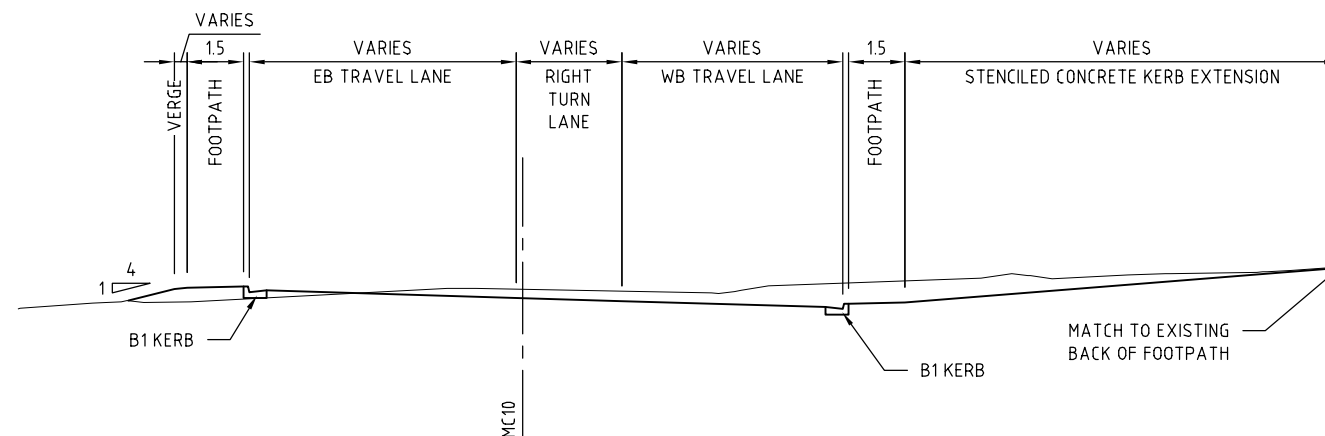 VARIES
1.5
VARIES
VARIES
VARIES
1.5
VARIES
VERGE
FOOTPATH
EB TRAVEL LANE
RIGHT
TURN
LANE
WB TRAVEL LANE
FOOTPATH
STENCILED CONCRETE KERB EXTENSION
4
1
B1 KERB
B1 KERB
MATCH TO EXISTING
BACK OF FOOTPATH
MC10